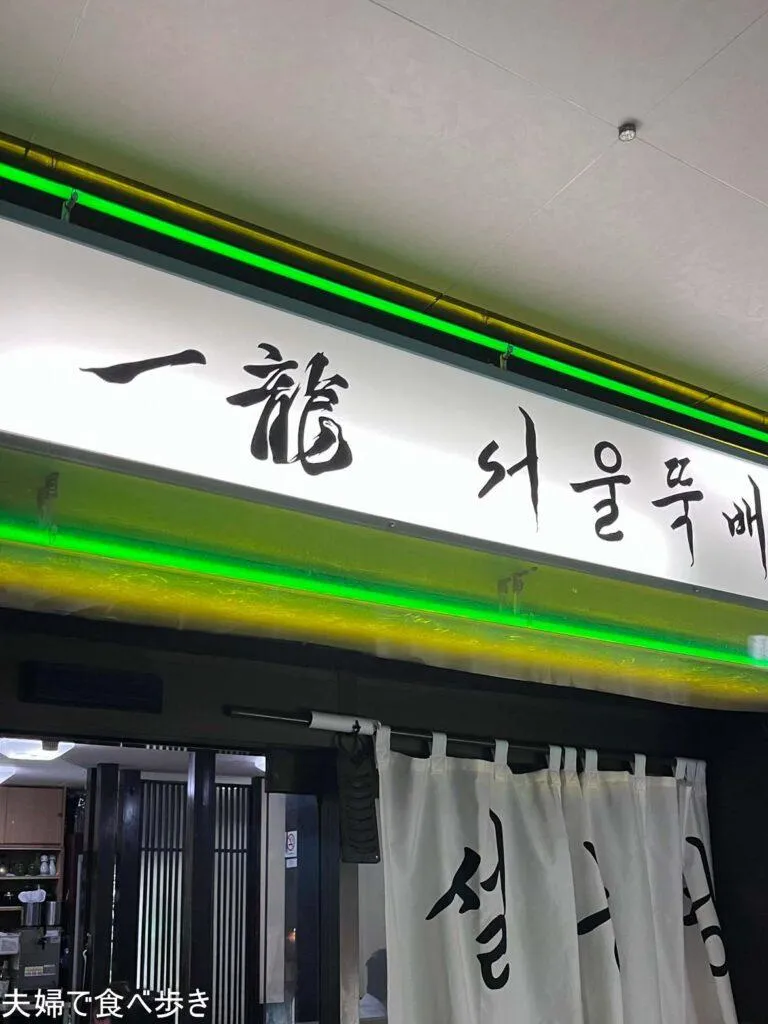 一龍 서울뚝배
설
夫婦で食べ歩き